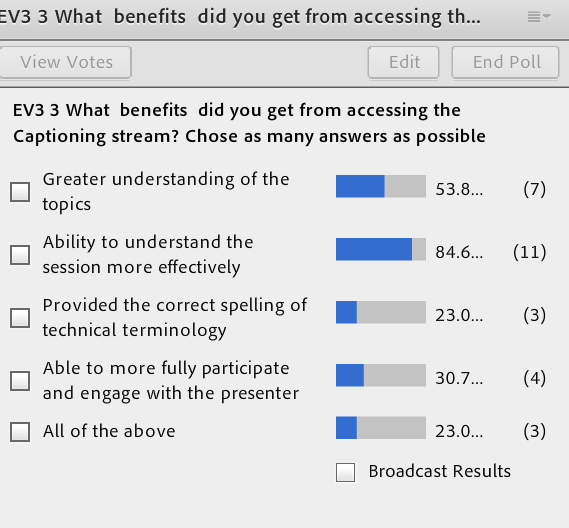 EV3 3 What  benefits  did you get from accessing th...
View Votes
Edit
End Poll
EV3 3 What  benefits  did you get from accessing the
Captioning stream? Chose as many answers as possible
Greater understanding of the
topics
53.8... (7)
Ability to understand the
session more effectively
84.6... (11)
Provided the correct spelling of
technical terminology
23.0... (3)
Able to more fully participate
and engage with the presenter
30.7... (4)
All of the above
23.0... (3)
Broadcast Results